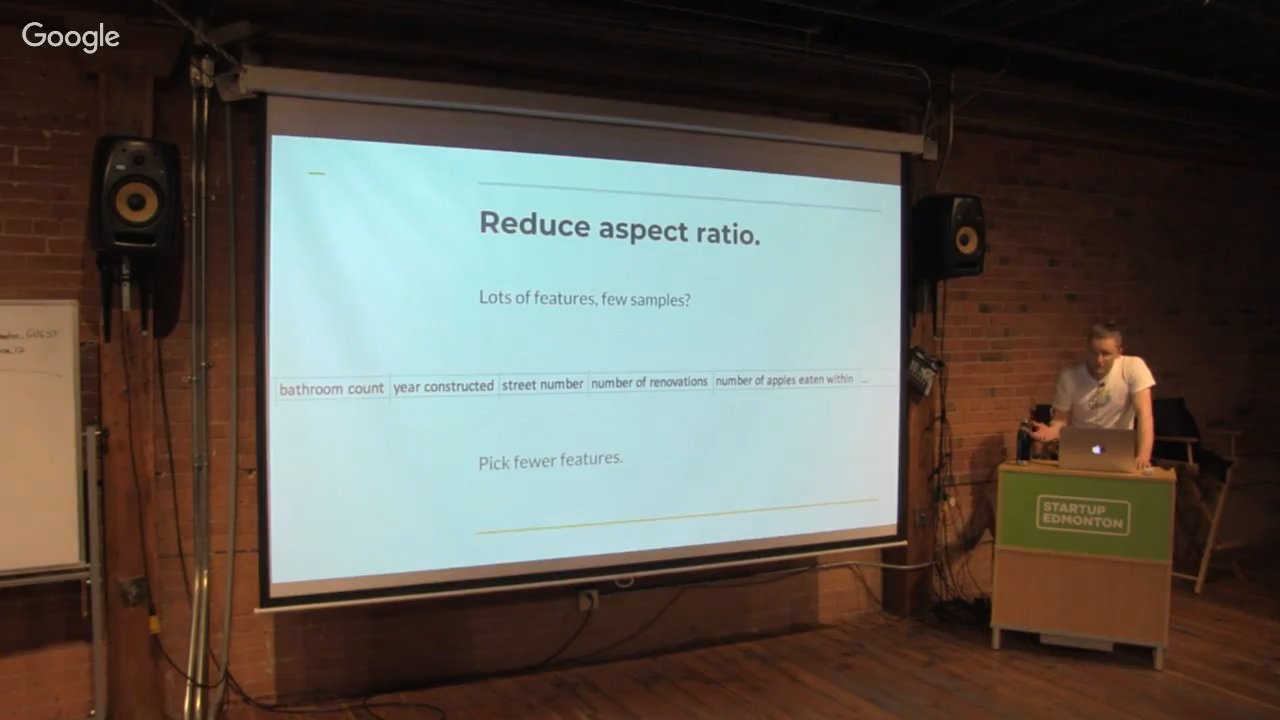 Google
Reduce aspect ratio.
Lots of features, few samples?
bathroom count year constructed street number number of renovations number of apples eaten within ...
Pick fewer features.
GUEST
STARTUP
EDMONTON